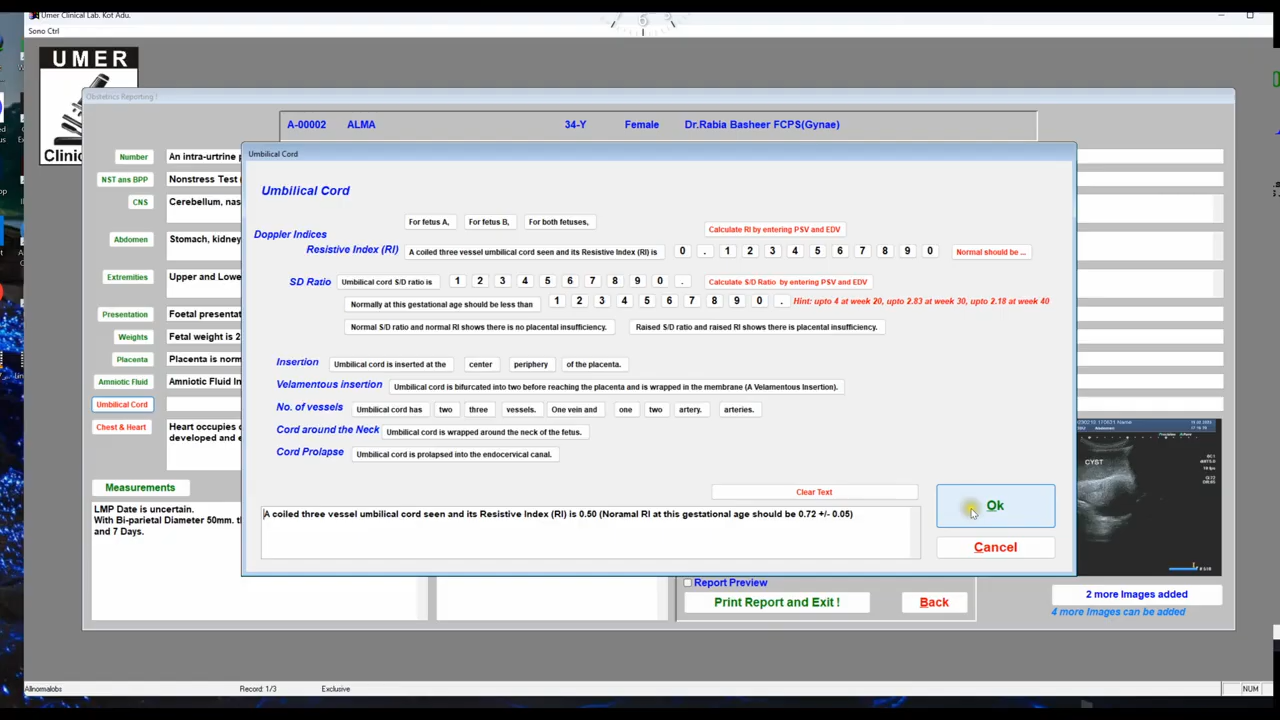 Umer Clinical Lab. Kot Adu.
Sono Ctrl
UMER
Clinic
Obstetrics Reporting !
A-00002 ALMA 34-Y Female Dr.Rabia Basheer FCPS(Gynae)
Number An intra-urtrine
NST ans BPP Nonstress Test
CNS Cerebellum, nas
Abdomen Stomach, kidney
Extremities Upper and Lowe
Presentation Foetal presentat
Weights Fetal weight is 2
Placenta Placenta is norm
Amniotic Fluid Amniotic Fluid In
Umbilical Cord
Chest & Heart Heart occupies
developed and e
Measurements
LMP Date is uncertain.
With Bi-parietal Diameter 50mm. th
and 7 Days.
Umbilical Cord
Umbilical Cord
For fetus A, For fetus B, For both fetuses,
Calculate RI by entering PSV and EDV
Doppler Indices
Resistive Index (RI) A coiled three vessel umbilical cord seen and its Resistive Index (RI) is 0 . 1 2 3 4 5 6 7 8 9 0 Normal should be ...
SD Ratio Umbilical cord S/D ratio is 1 2 3 4 5 6 7 8 9 0 . Calculate S/D Ratio by entering PSV and EDV
Normally at this gestational age should be less than 1 2 3 4 5 6 7 8 9 0 . Hint: upto 4 at week 20, upto 2.83 at week 30, upto 2.18 at week 40
Normal S/D ratio and normal RI shows there is no placental insufficiency. Raised S/D ratio and raised RI shows there is placental insufficiency.
Insertion Umbilical cord is inserted at the center periphery of the placenta.
Velamentous insertion Umbilical cord is bifurcated into two before reaching the placenta and is wrapped in the membrane (A Velamentous Insertion).
No. of vessels Umbilical cord has two three vessels. One vein and one two artery. arteries.
Cord around the Neck Umbilical cord is wrapped around the neck of the fetus.
Cord Prolapse Umbilical cord is prolapsed into the endocervical canal.
Clear Text
A coiled three vessel umbilical cord seen and its Resistive Index (RI) is 0.50 (Noramal RI at this gestational age should be 0.72 +/- 0.05)
Ok
Cancel
CYST
Report Preview
Print Report and Exit !
Back
2 more Images added
4 more Images can be added
Allnormalobs Record: 1/3 Exclusive NUM